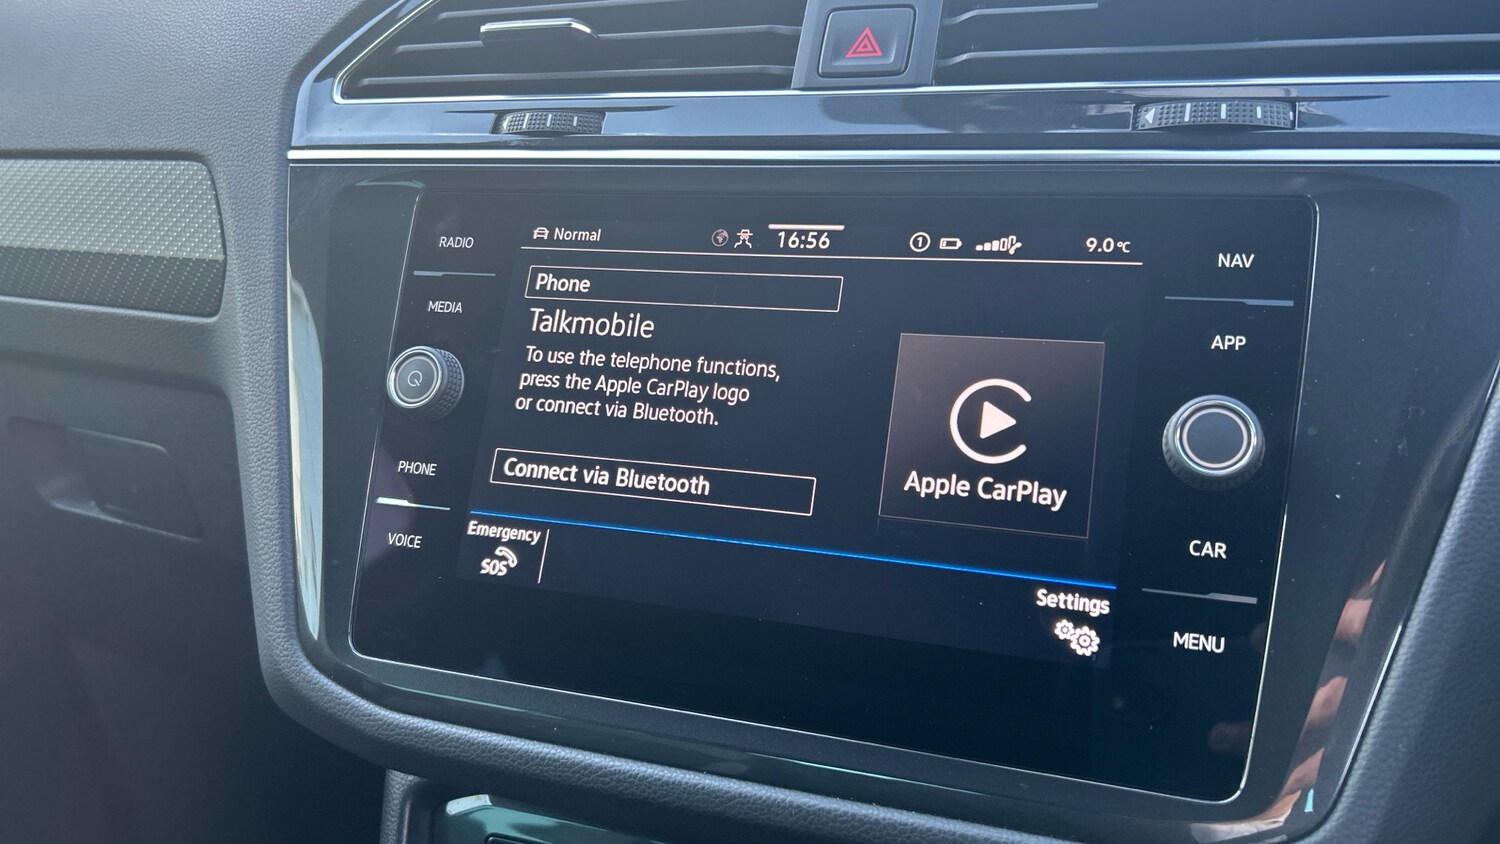 RADIO
MEDIA
PHONE
VOICE
Normal
16:56
1
9.0°C
Phone
Talkmobile
To use the telephone functions,
press the Apple CarPlay logo
or connect via Bluetooth.
Connect via Bluetooth
Apple CarPlay
Emergency
SOS
Settings
NAV
APP
CAR
MENU